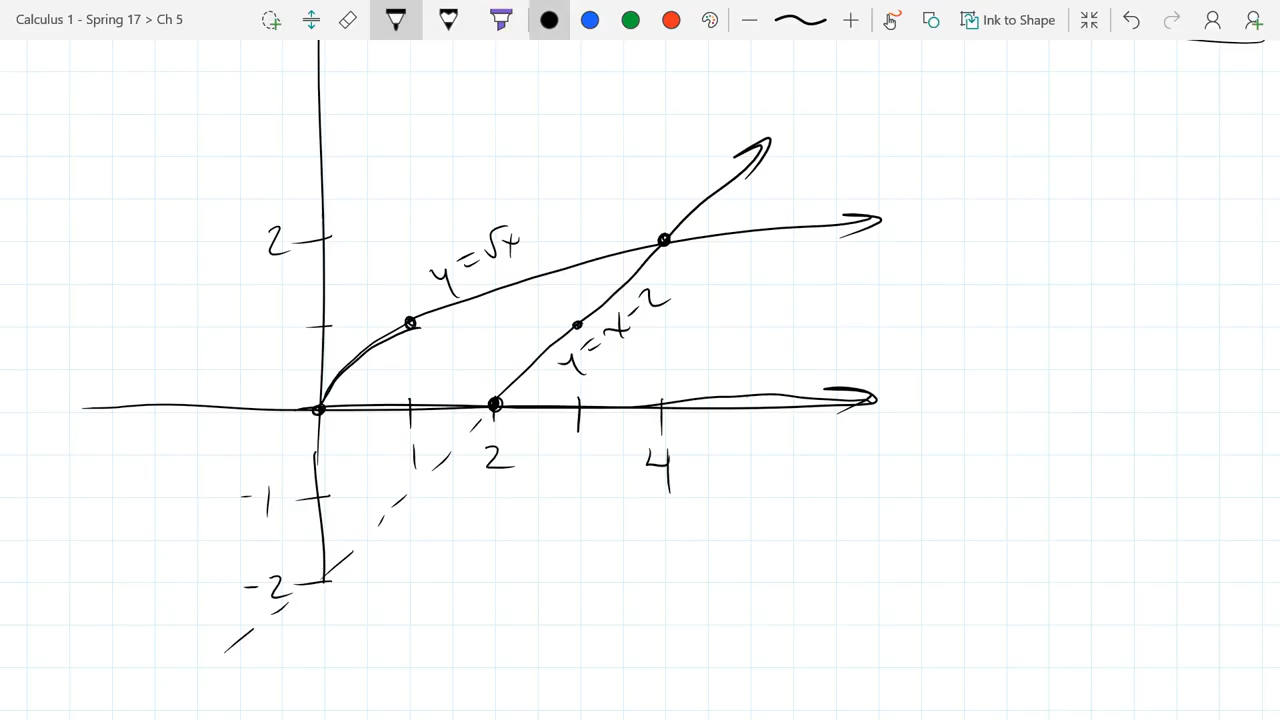 Calculus 1 - Spring 17 > Ch 5
Ink to Shape
2
y = √x
y = x - 2
1
2
4
-1
-2